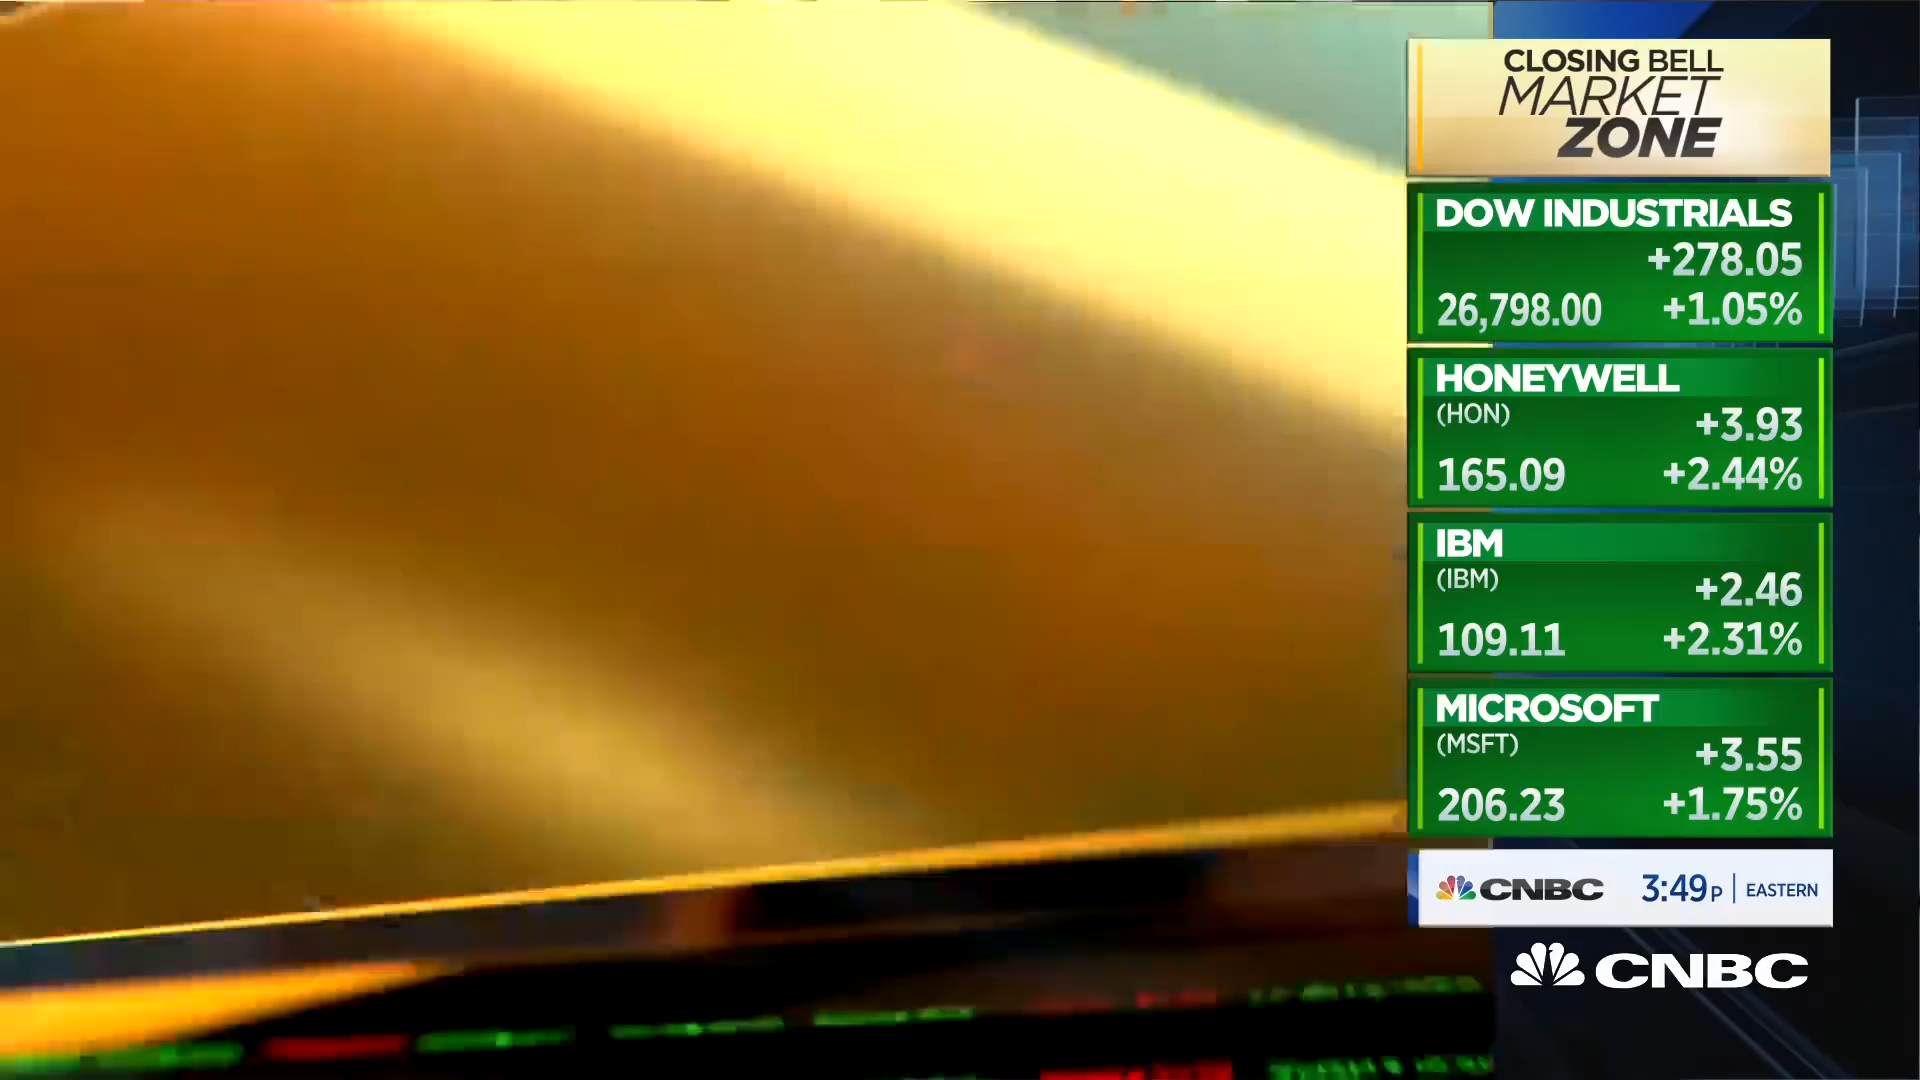 CLOSING BELL
MARKET
ZONE
DOW INDUSTRIALS
+278.05
26,798.00 +1.05%
HONEYWELL
(HON)
+3.93
165.09 +2.44%
IBM
(IBM)
+2.46
109.11 +2.31%
MICROSOFT
(MSFT)
+3.55
206.23 +1.75%
CNBC 3:49P | EASTERN
CNBC